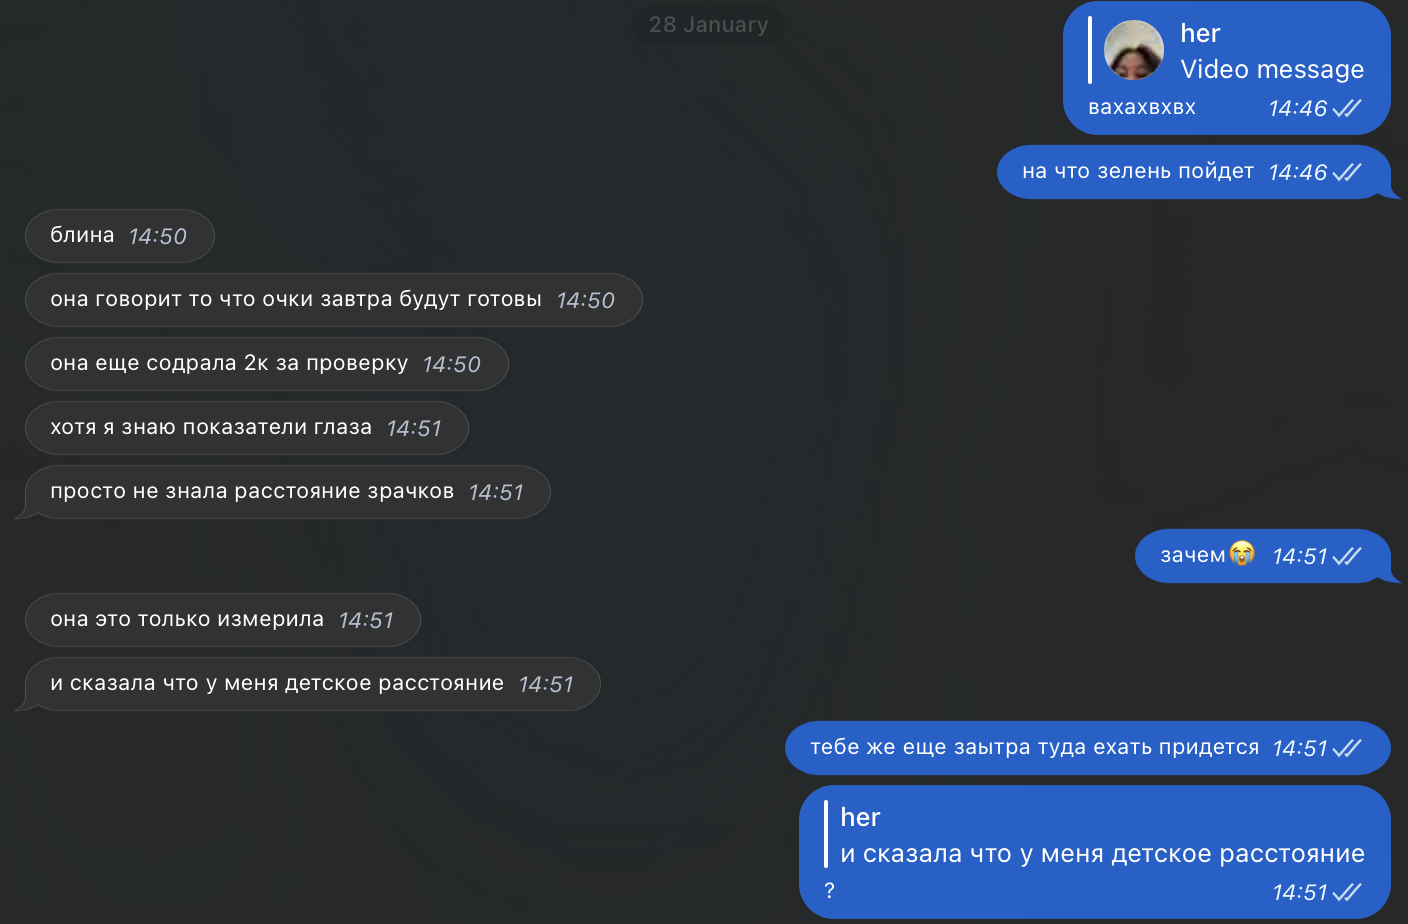 28 January
her
Video message
вахахвхвх 14:46
на что зелень пойдет 14:46
блина 14:50
она говорит то что очки завтра будут готовы 14:50
она еще содрала 2к за проверку 14:50
хотя я знаю показатели глаза 14:51
просто не знала расстояние зрачков 14:51
зачем😭 14:51
она это только измерила 14:51
и сказала что у меня детское расстояние 14:51
тебе же еще заытра туда ехать придется 14:51
her
и сказала что у меня детское расстояние
? 14:51